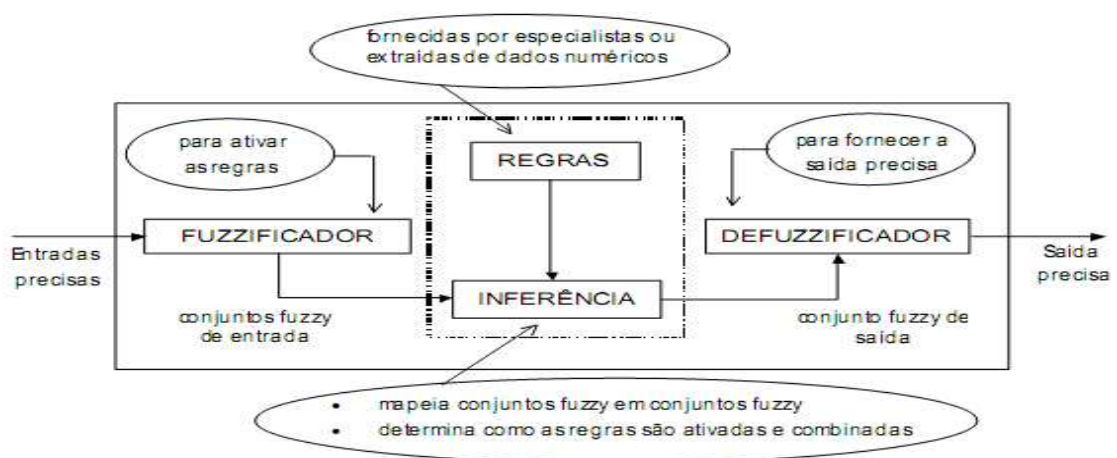 fornecidas por especialistas ou
extraídas de dados numéricos
para ativar
as regras
REGRAS
para fornecer a
saída precisa
FUZZIFICADOR
DEFUZZIFICADOR
Entradas
precisas
Saída
precisa
INFERÊNCIA
conjuntos fuzzy
de entrada
conjunto fuzzy de
saída
• mapeia conjuntos fuzzy em conjuntos fuzzy
• determina como as regras são ativadas e combinadas